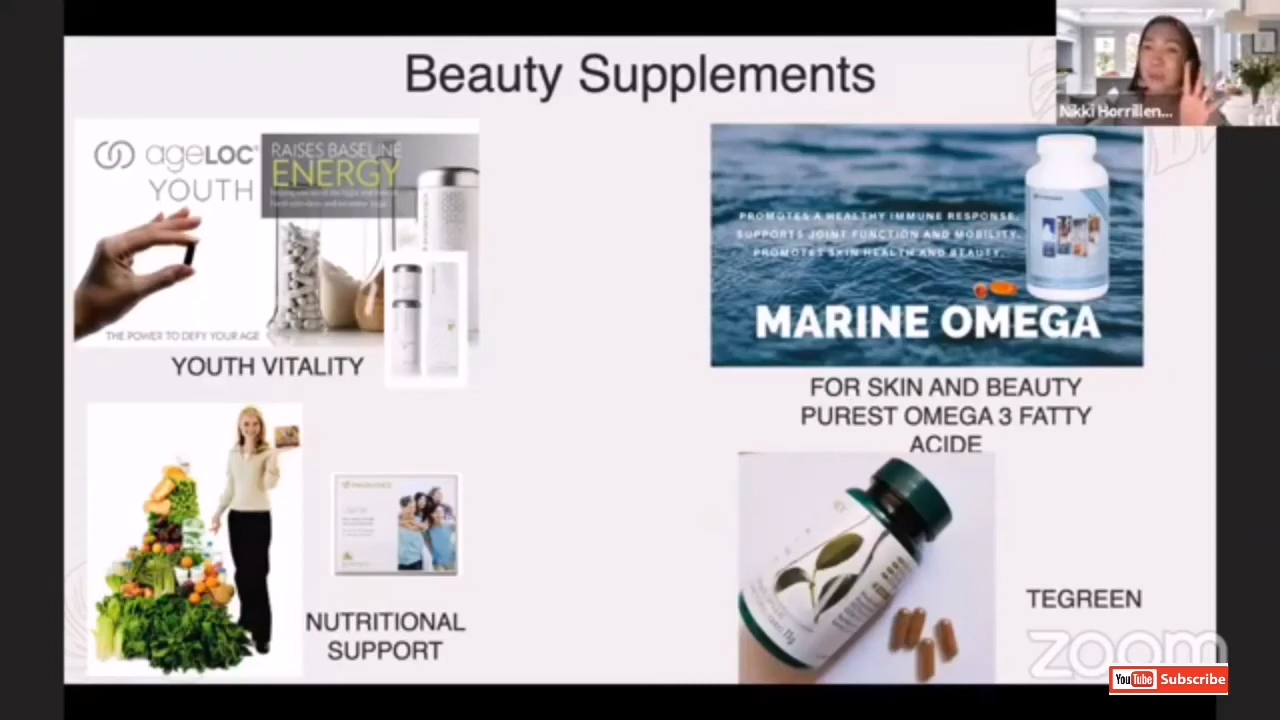 Beauty Supplements
Nikki Horrillen...
ageLOC
YOUTH
RAISES BASELINE
ENERGY
THE POWER TO DEFY YOUR AGE
YOUTH VITALITY
PROMOTES A HEALTHY IMMUNE RESPONSE.
SUPPORTS JOINT FUNCTION AND MOBILITY.
PROMOTES SKIN HEALTH AND BEAUTY.
MARINE OMEGA
FOR SKIN AND BEAUTY
PUREST OMEGA 3 FATTY
ACIDE
NUTRITIONAL
SUPPORT
TEGREEN
zoom
YouTube Subscribe